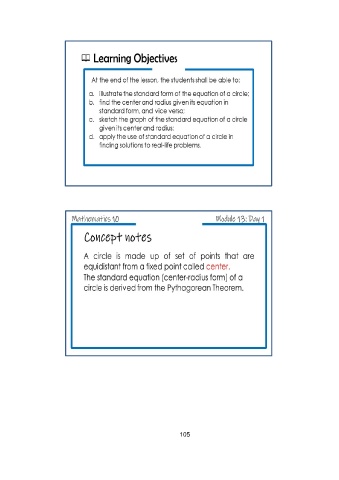 Learning Objectives
At the end of the lesson, the students shall be able to:
a. illustrate the standard form of the equation of a circle;
b. find the center and radius given its equation in
standard form, and vice versa;
c. sketch the graph of the standard equation of a circle
given its center and radius;
d. apply the use of standard equation of a circle in
finding solutions to real-life problems.
Mathematics 10 Module 13: Day 1
Concept notes
A circle is made up of set of points that are
equidistant from a fixed point called center.
The standard equation (center-radius form) of a
circle is derived from the Pythagorean Theorem.
105